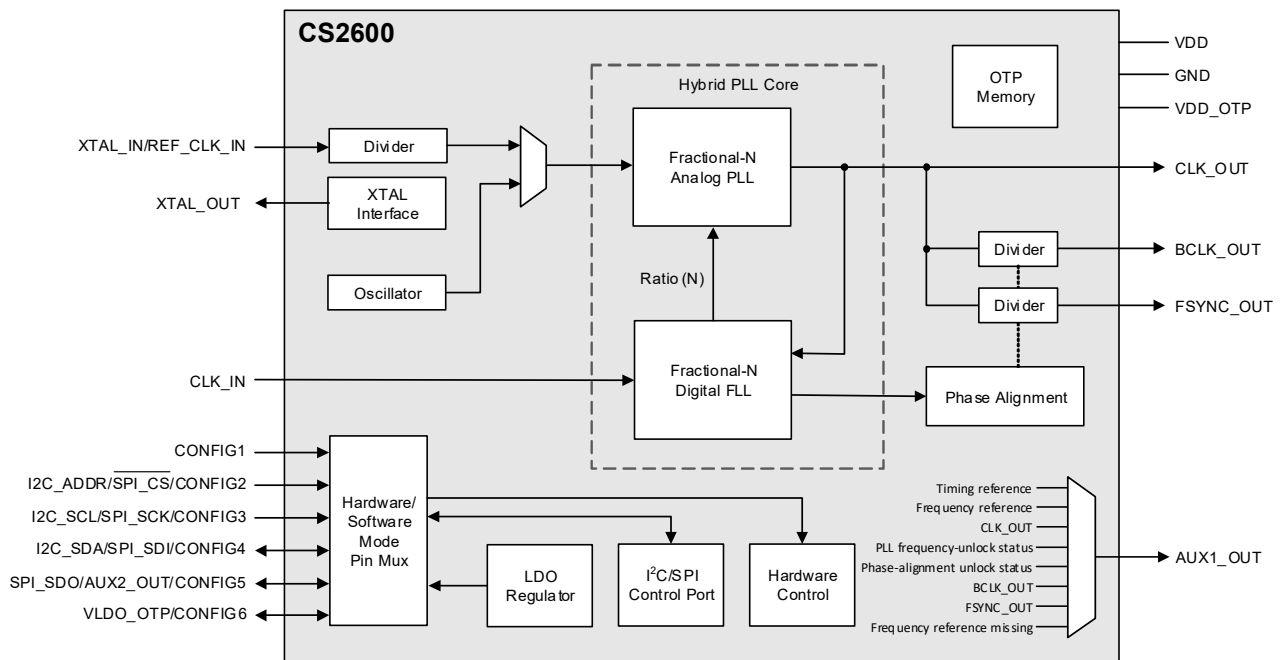 CS2600
VDD
GND
VDD_OTP
OTP
Memory
Hybrid PLL Core
XTAL_IN/REF_CLK_IN
Divider
XTAL_OUT
XTAL
Interface
Oscillator
Fractional-N
Analog PLL
CLK_OUT
Divider
BCLK_OUT
Divider
FSYNC_OUT
Ratio (N)
CLK_IN
Fractional-N
Digital FLL
Phase Alignment
CONFIG1
I2C_ADDR/SPI_CS/CONFIG2
I2C_SCL/SPI_SCK/CONFIG3
I2C_SDA/SPI_SDI/CONFIG4
SPI_SDO/AUX2_OUT/CONFIG5
VLDO_OTP/CONFIG6
Hardware/
Software
Mode
Pin Mux
LDO
Regulator
I²C/SPI
Control Port
Hardware
Control
Timing reference
Frequency reference
CLK_OUT
PLL frequency-unlock status
Phase-alignment unlock status
BCLK_OUT
FSYNC_OUT
Frequency reference missing
AUX1_OUT